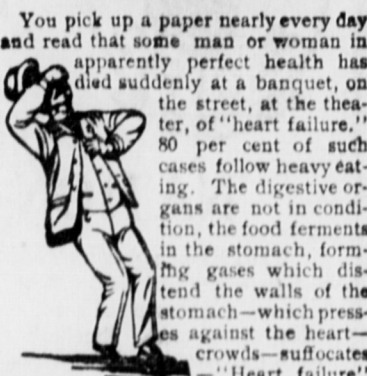 You pick up a paper nearly every day
and read that some man or woman in
apparently perfect health has
died suddenly at a banquet, on
the street, at the thea-
ter, of "heart failure."
80 per cent of such
cases follow heavy eat-
ing. The digestive or-
gans are not in condi-
tion, the food ferments
in the stomach, form-
ing gases which dis-
tend the walls of the
stomach—which press-
es against the heart—
crowds—suffocates
—"Heart failure"